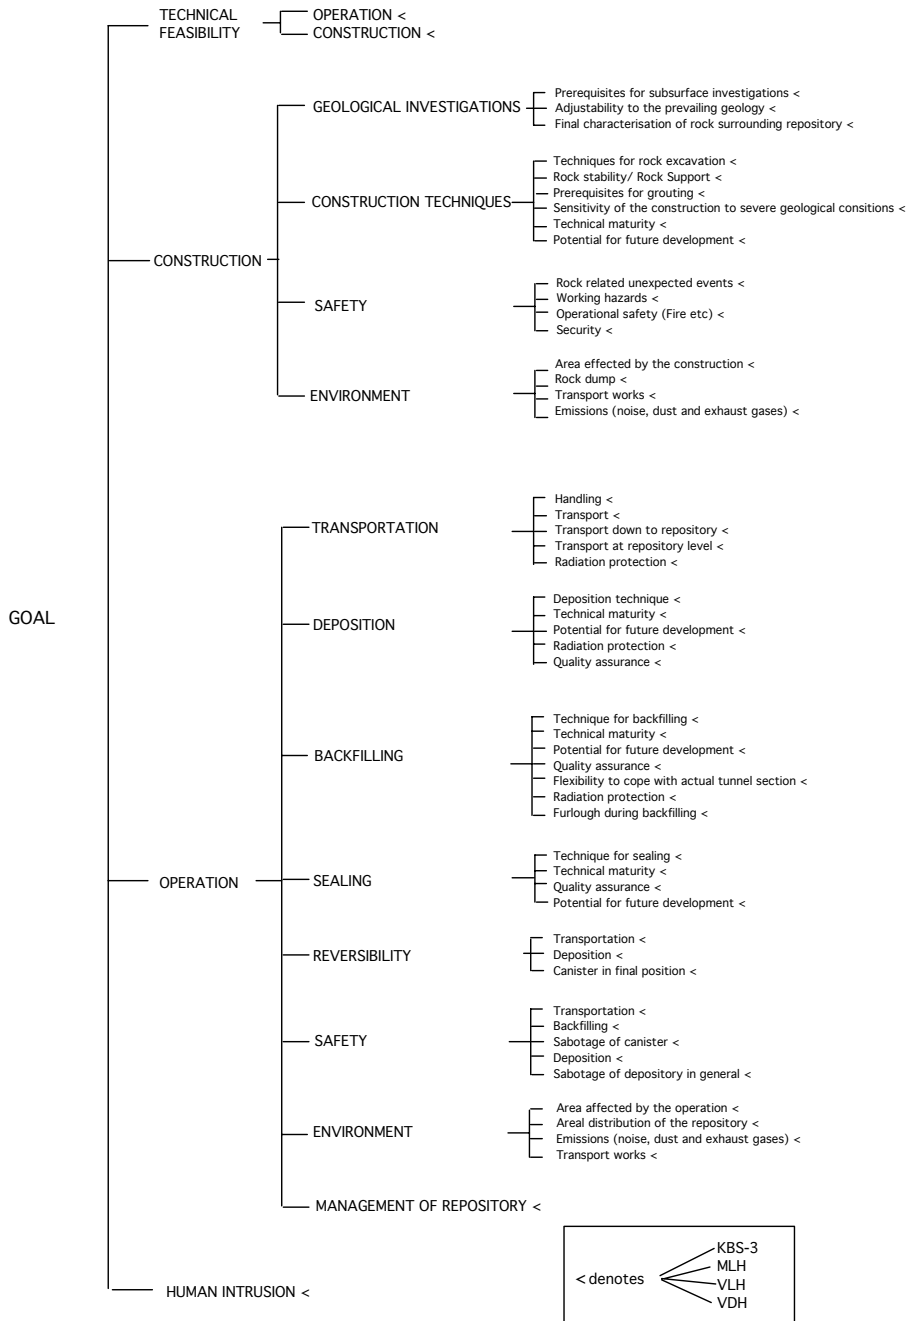 TECHNICAL
FEASIBILITY
OPERATION <
CONSTRUCTION <
GEOLOGICAL INVESTIGATIONS
Prerequisites for subsurface investigations <
Adjustability to the prevailing geology <
Final characterisation of rock surrounding repository <
CONSTRUCTION TECHNIQUES
Techniques for rock excavation <
Rock stability/ Rock Support <
Prerequisites for grouting <
Sensitivity of the construction to severe geological consitions <
Technical maturity <
Potential for future development <
CONSTRUCTION
SAFETY
Rock related unexpected events <
Working hazards <
Operational safety (Fire etc) <
Security <
ENVIRONMENT
Area effected by the construction <
Rock dump <
Transport works <
Emissions (noise, dust and exhaust gases) <
TRANSPORTATION
Handling <
Transport <
Transport down to repository <
Transport at repository level <
Radiation protection <
GOAL
DEPOSITION
Deposition technique <
Technical maturity <
Potential for future development <
Radiation protection <
Quality assurance <
BACKFILLING
Technique for backfilling <
Technical maturity <
Potential for future development <
Quality assurance <
Flexibility to cope with actual tunnel section <
Radiation protection <
Furlough during backfilling <
OPERATION
SEALING
Technique for sealing <
Technical maturity <
Quality assurance <
Potential for future development <
REVERSIBILITY
Transportation <
Deposition <
Canister in final position <
SAFETY
Transportation <
Backfilling <
Sabotage of canister <
Deposition <
Sabotage of depository in general <
ENVIRONMENT
Area affected by the operation <
Areal distribution of the repository <
Emissions (noise, dust and exhaust gases) <
Transport works <
MANAGEMENT OF REPOSITORY <
HUMAN INTRUSION <
< denotes
KBS-3
MLH
VLH
VDH